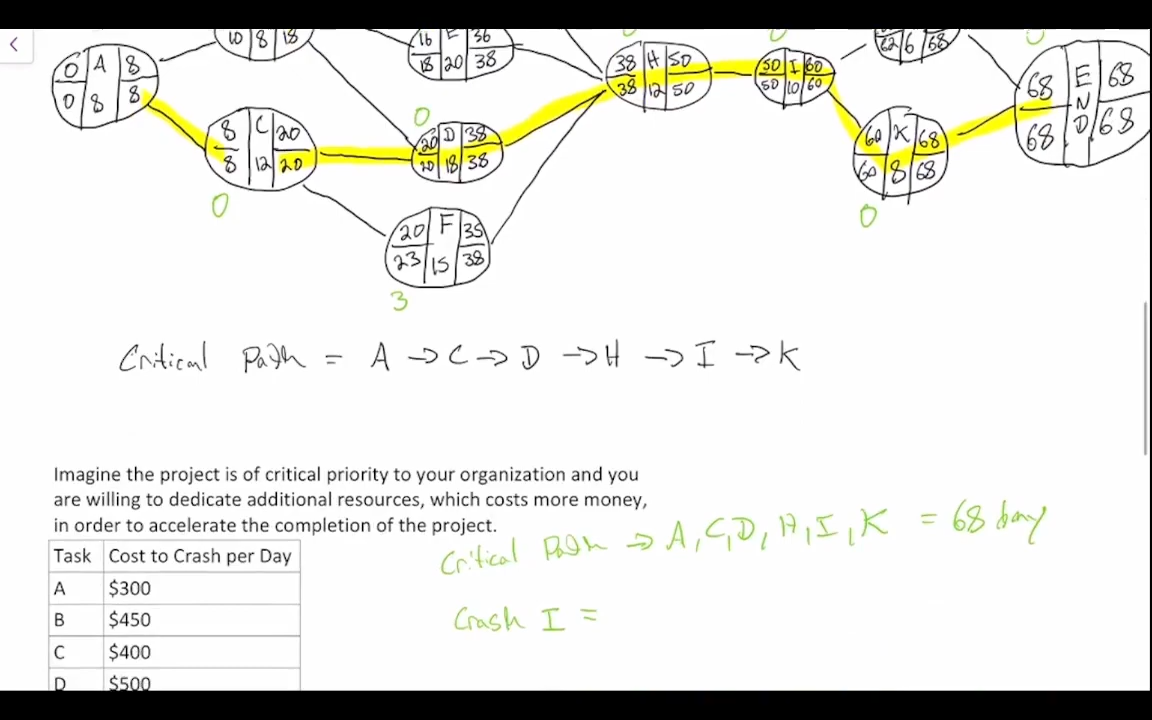 10 8 18
16 E 36
18 20 38
62 6 68
0 A 8
0 8 8
38 H 50
38 12 50
50 I 60
50 10 60
68 END 68
68 68
8 C 20
8 12 20
0
0
20 D 38
20 18 38
60 K 68
60 8 68
0
20 F 35
23 15 38
3
Critical Path = A → C → D → H → I → K
Imagine the project is of critical priority to your organization and you
are willing to dedicate additional resources, which costs more money,
in order to accelerate the completion of the project.
Critical Path → A, C, D, H, I, K = 68 days
Task Cost to Crash per Day
A $300
B $450
C $400
D $500
Crash I =